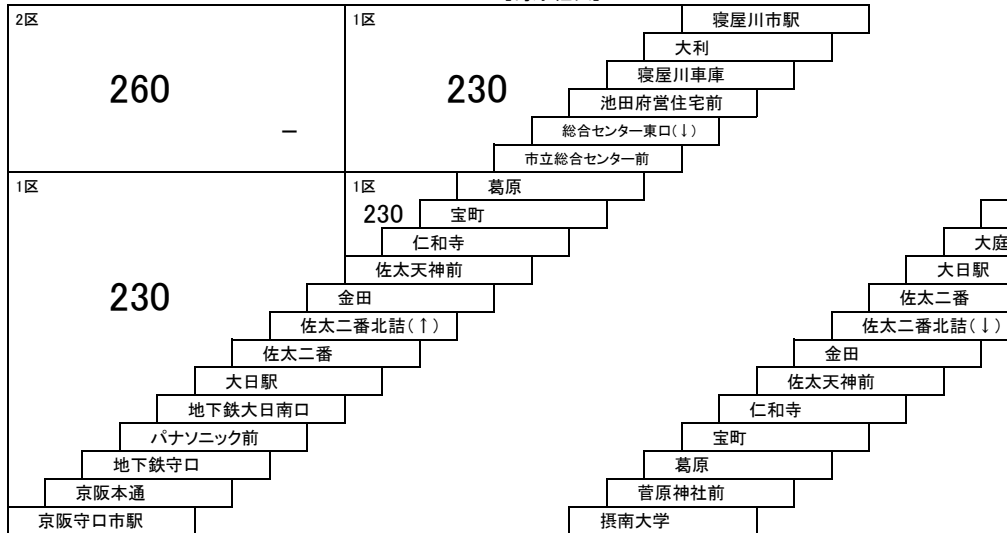 2区
1区
寝屋川市駅
大利
260
230
寝屋川車庫
池田府営住宅前
–
総合センター東口(↓)
市立総合センター前
1区
1区
葛原
230
宝町
仁和寺
大庭
佐太天神前
大日駅
230
金田
佐太二番
佐太二番北詰(↑)
佐太二番北詰(↓)
佐太二番
金田
大日駅
佐太天神前
地下鉄大日南口
仁和寺
パナソニック前
宝町
地下鉄守口
葛原
京阪本通
菅原神社前
京阪守口市駅
摂南大学